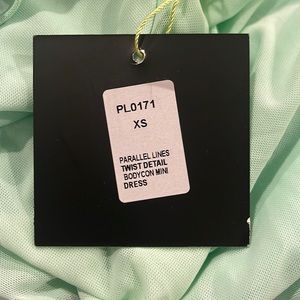 PL0171
XS
PARALLEL LINES
TWIST DETAIL
BODYCON MINI
DRESS